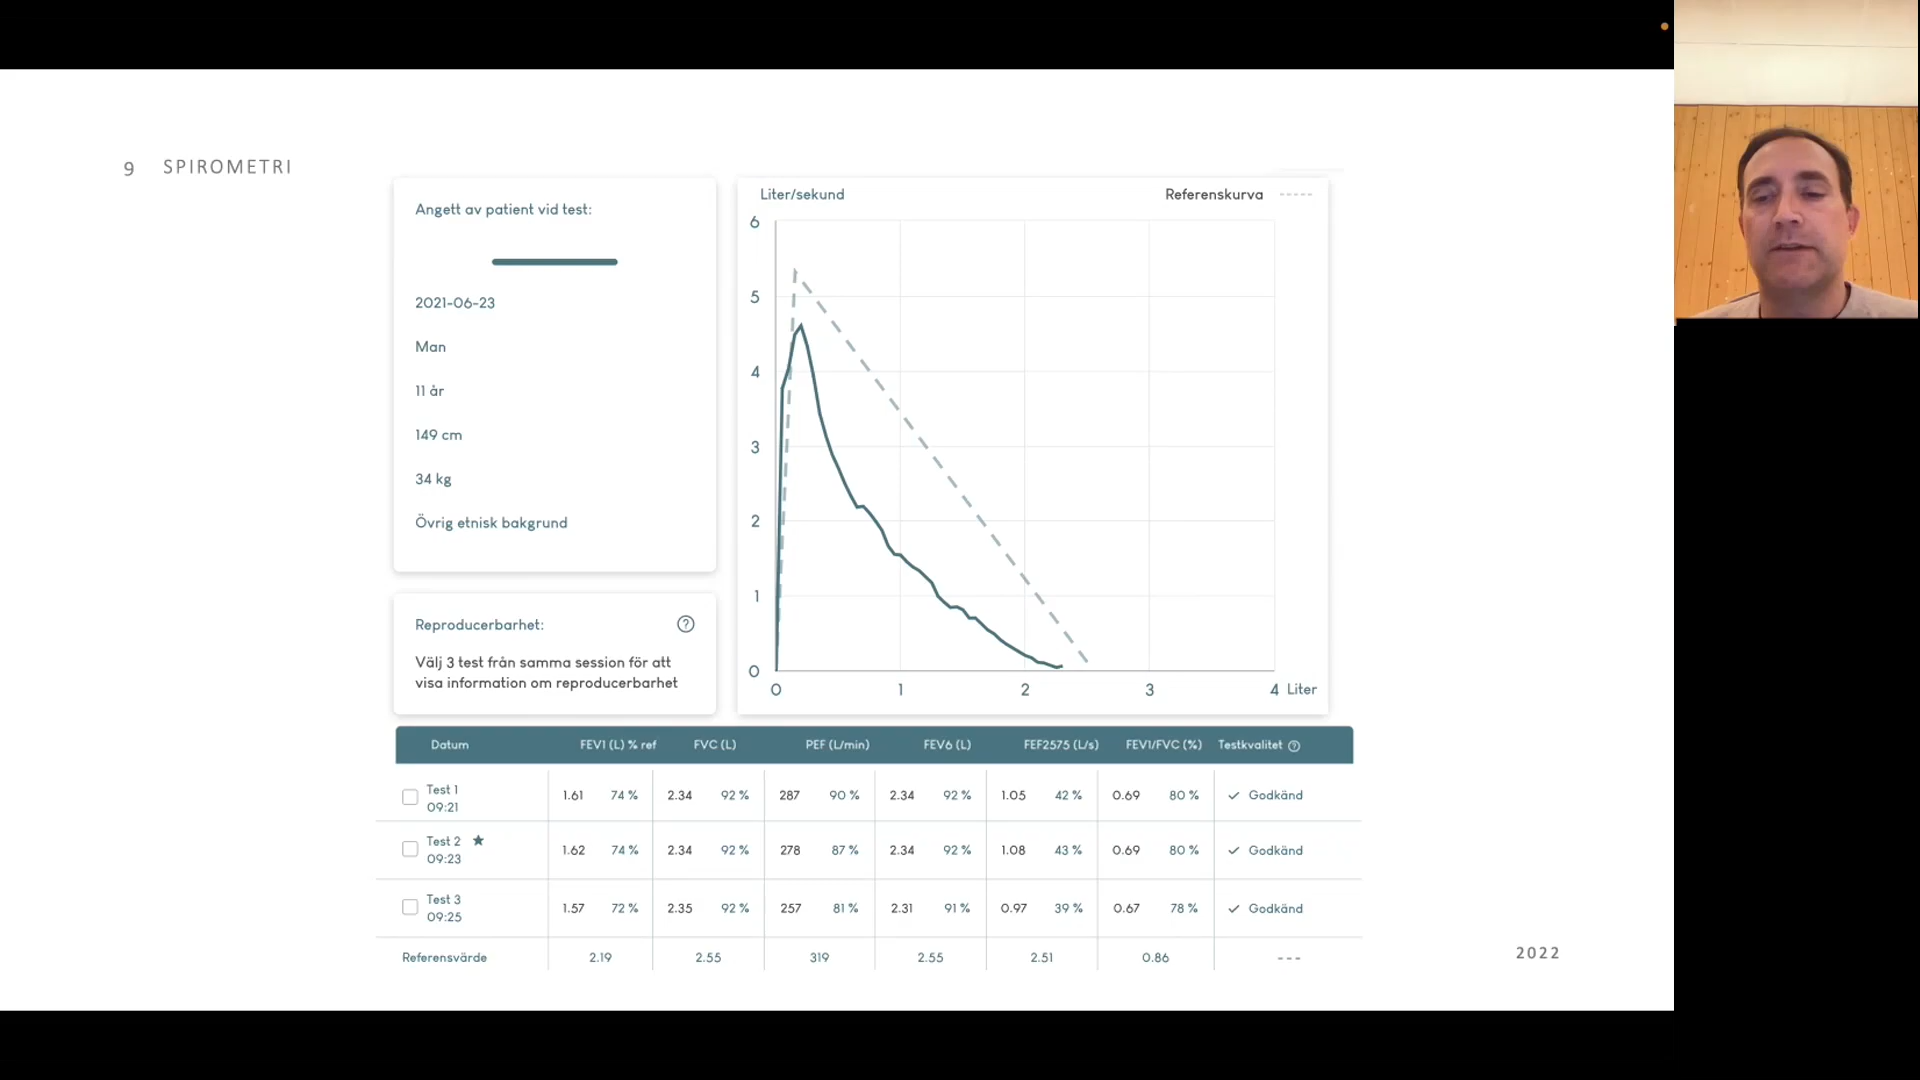 9 SPIROMETRI
Angett av patient vid test:
2021-06-23
Man
11 år
149 cm
34 kg
Övrig etnisk bakgrund
Reproducerbarhet: ?
Välj 3 test från samma session för att
visa information om reproducerbarhet
Liter/sekund Referenskurva
6
5
4
3
2
1
0
0 1 2 3 4 Liter
Datum FEV1 (L) % ref FVC (L) PEF (L/min) FEV6 (L) FEF2575 (L/s) FEV1/FVC (%) Testkvalitet ?
Test 1
09:21
1.61 74 % 2.34 92 % 287 90 % 2.34 92 % 1.05 42 % 0.69 80 % Godkänd
Test 2 ★
09:23
1.62 74 % 2.34 92 % 278 87 % 2.34 92 % 1.08 43 % 0.69 80 % Godkänd
Test 3
09:25
1.57 72 % 2.35 92 % 257 81 % 2.31 91 % 0.97 39 % 0.67 78 % Godkänd
Referensvärde 2.19 2.55 319 2.55 2.51 0.86 ---
2022